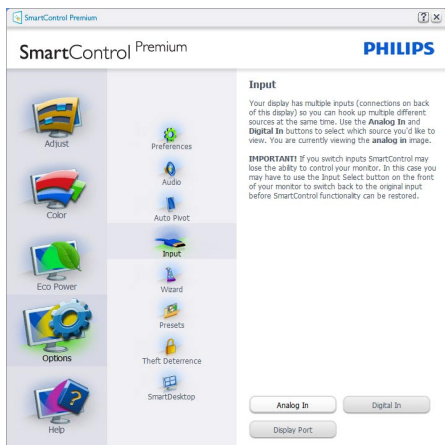 SmartControl Premium
? X
SmartControl Premium
PHILIPS
Adjust
Color
Eco Power
Options
Help
Preferences
Audio
Auto Pivot
Input
Wizard
Presets
Theft Deterrence
SmartDesktop
Input
Your display has multiple inputs (connections on back
of this display) so you can hook up multiple different
sources at the same time. Use the Analog In and
Digital In buttons to select which source you'd like to
view. You are currently viewing the analog in image.
IMPORTANT! If you switch inputs SmartControl may
lose the ability to control your monitor. In this case you
may have to use the Input Select button on the front
of your monitor to switch back to the original input
before SmartControl functionality can be restored.
Analog In
Digital In
Display Port